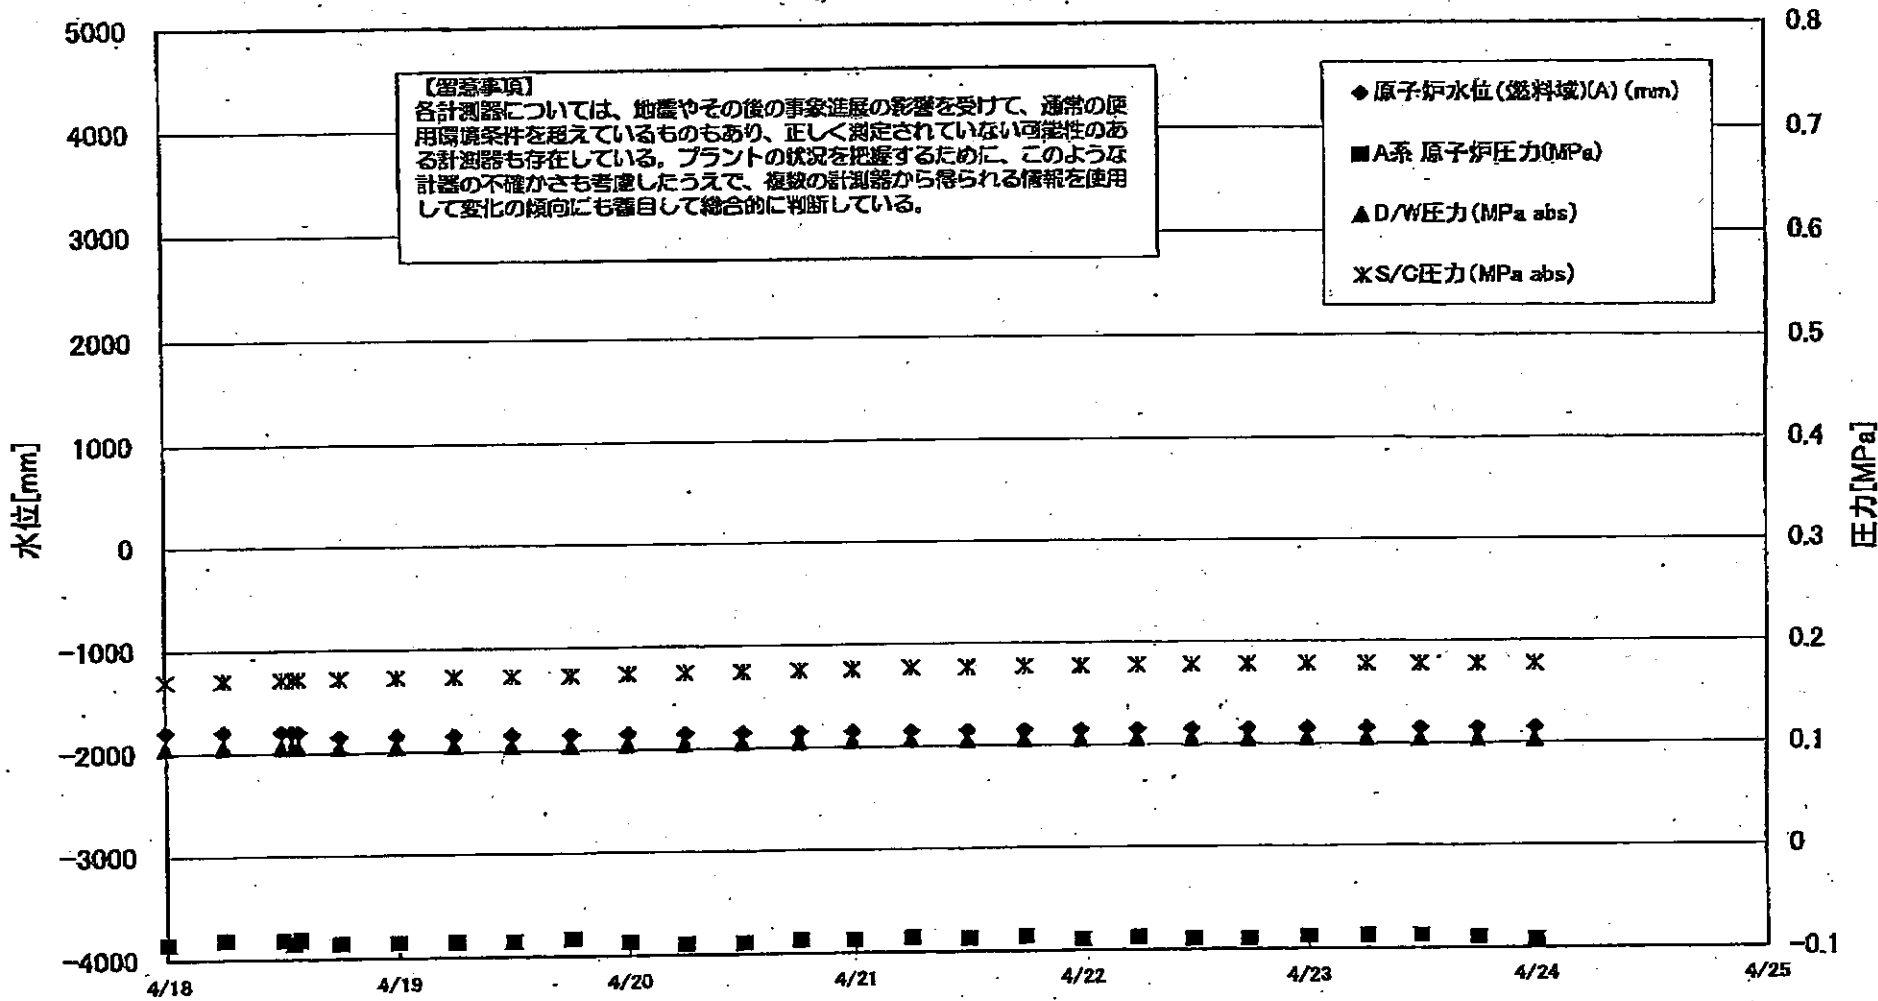 【留意事項】
各計測器については、地震やその後の事象進展の影響を受けて、通常の使
用環境条件を超えているものもあり、正しく測定されていない可能性のあ
る計測器も存在している。プラントの状況を把握するために、このような
計器の不確かさも考慮したうえで、複数の計測器から得られる情報を使用
して変化の傾向にも着目して総合的に判断している。
◆原子炉水位(燃料域)(A)(mm)
■A系 原子炉圧力(MPa)
▲D/W圧力(MPa abs)
S/C圧力(MPa abs)
水位[mm]
5000
4000
3000
2000
1000
0
-1000
-2000
-3000
-4000
圧力[MPa]
0.8
0.7
0.6
0.5
0.4
0.3
0.2
0.1
0
-0.1
4/18
4/19
4/20
4/21
4/22
4/23
4/24
4/25